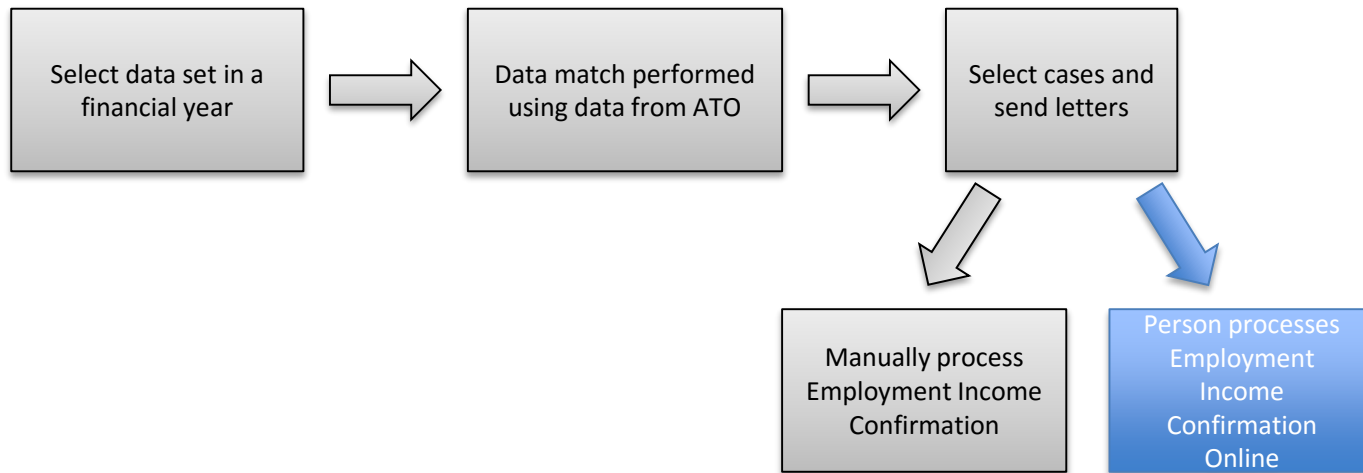 Select data set in a
financial year
Data match performed
using data from ATO
Select cases and
send letters
Manually process
Employment Income
Confirmation
Person processes
Employment
Income
Confirmation
Online